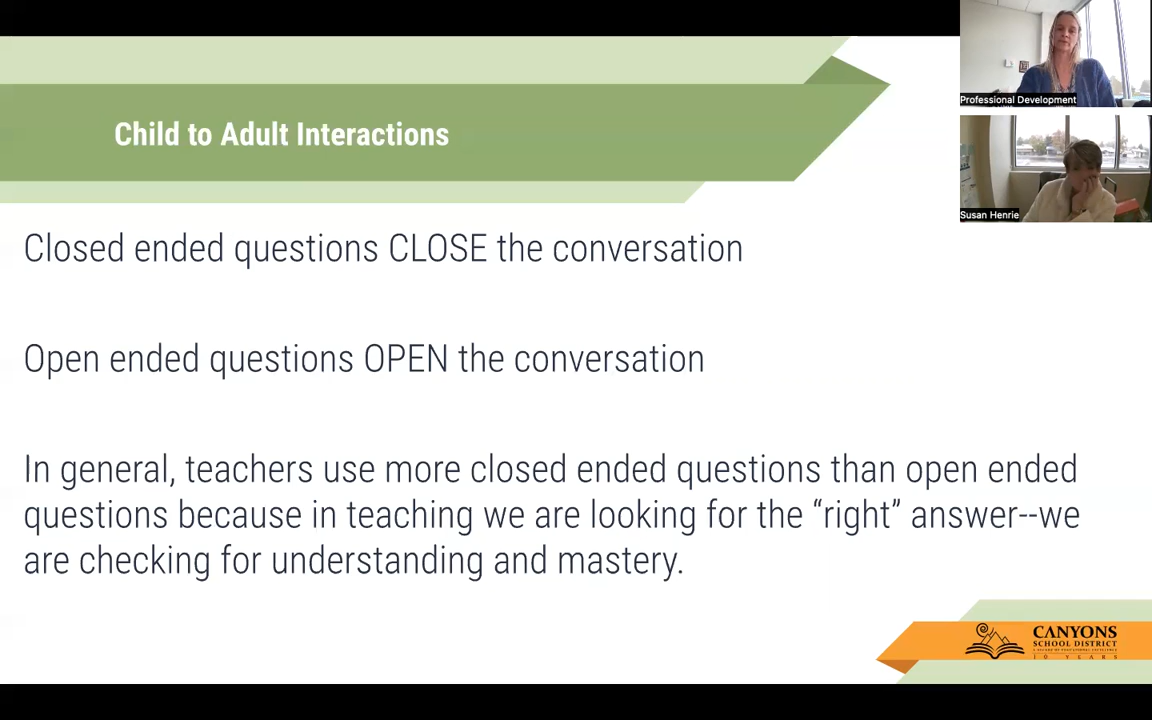 Child to Adult Interactions
Professional Development
Susan Henrie
Closed ended questions CLOSE the conversation
Open ended questions OPEN the conversation
In general, teachers use more closed ended questions than open ended
questions because in teaching we are looking for the “right” answer--we
are checking for understanding and mastery.
CANYONS
SCHOOL DISTRICT
10 YEARS